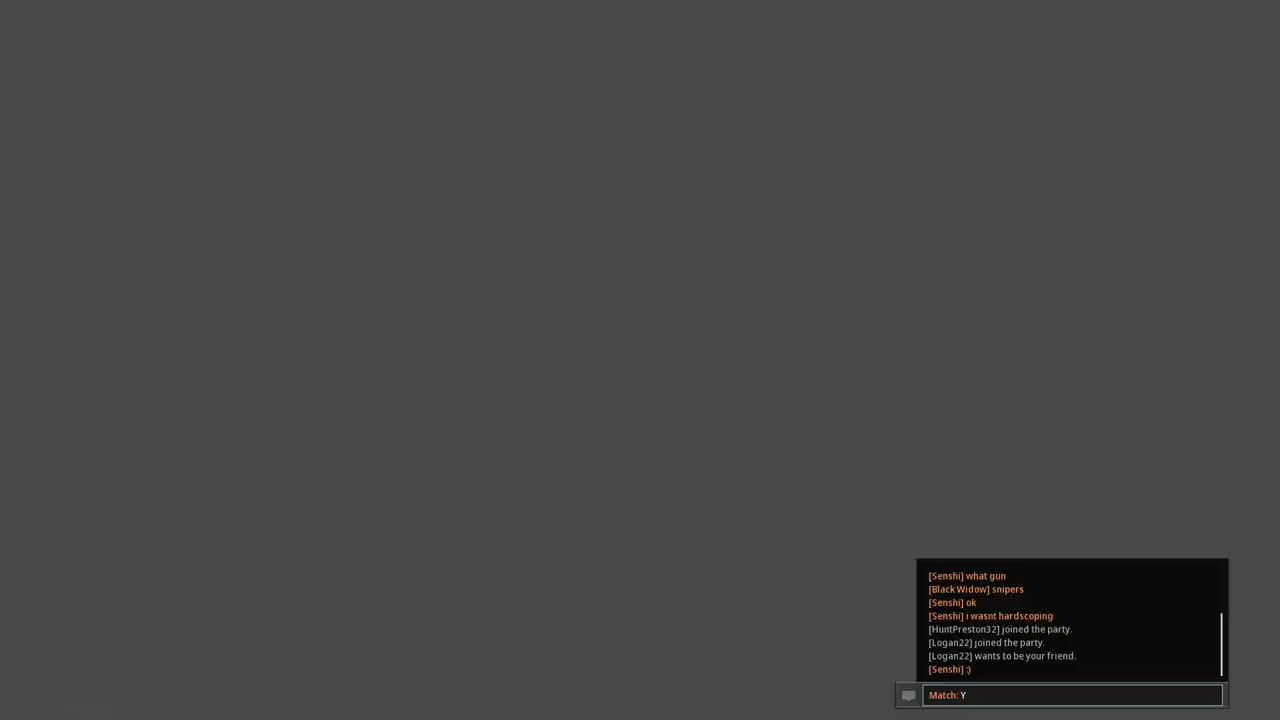 [Senshi] what gun
[Black Widow] snipers
[Senshi] ok
[Senshi] i wasnt hardscoping
[HuntPreston32] joined the party.
[Logan22] joined the party.
[Logan22] wants to be your friend.
[Senshi] :)
Match: Y